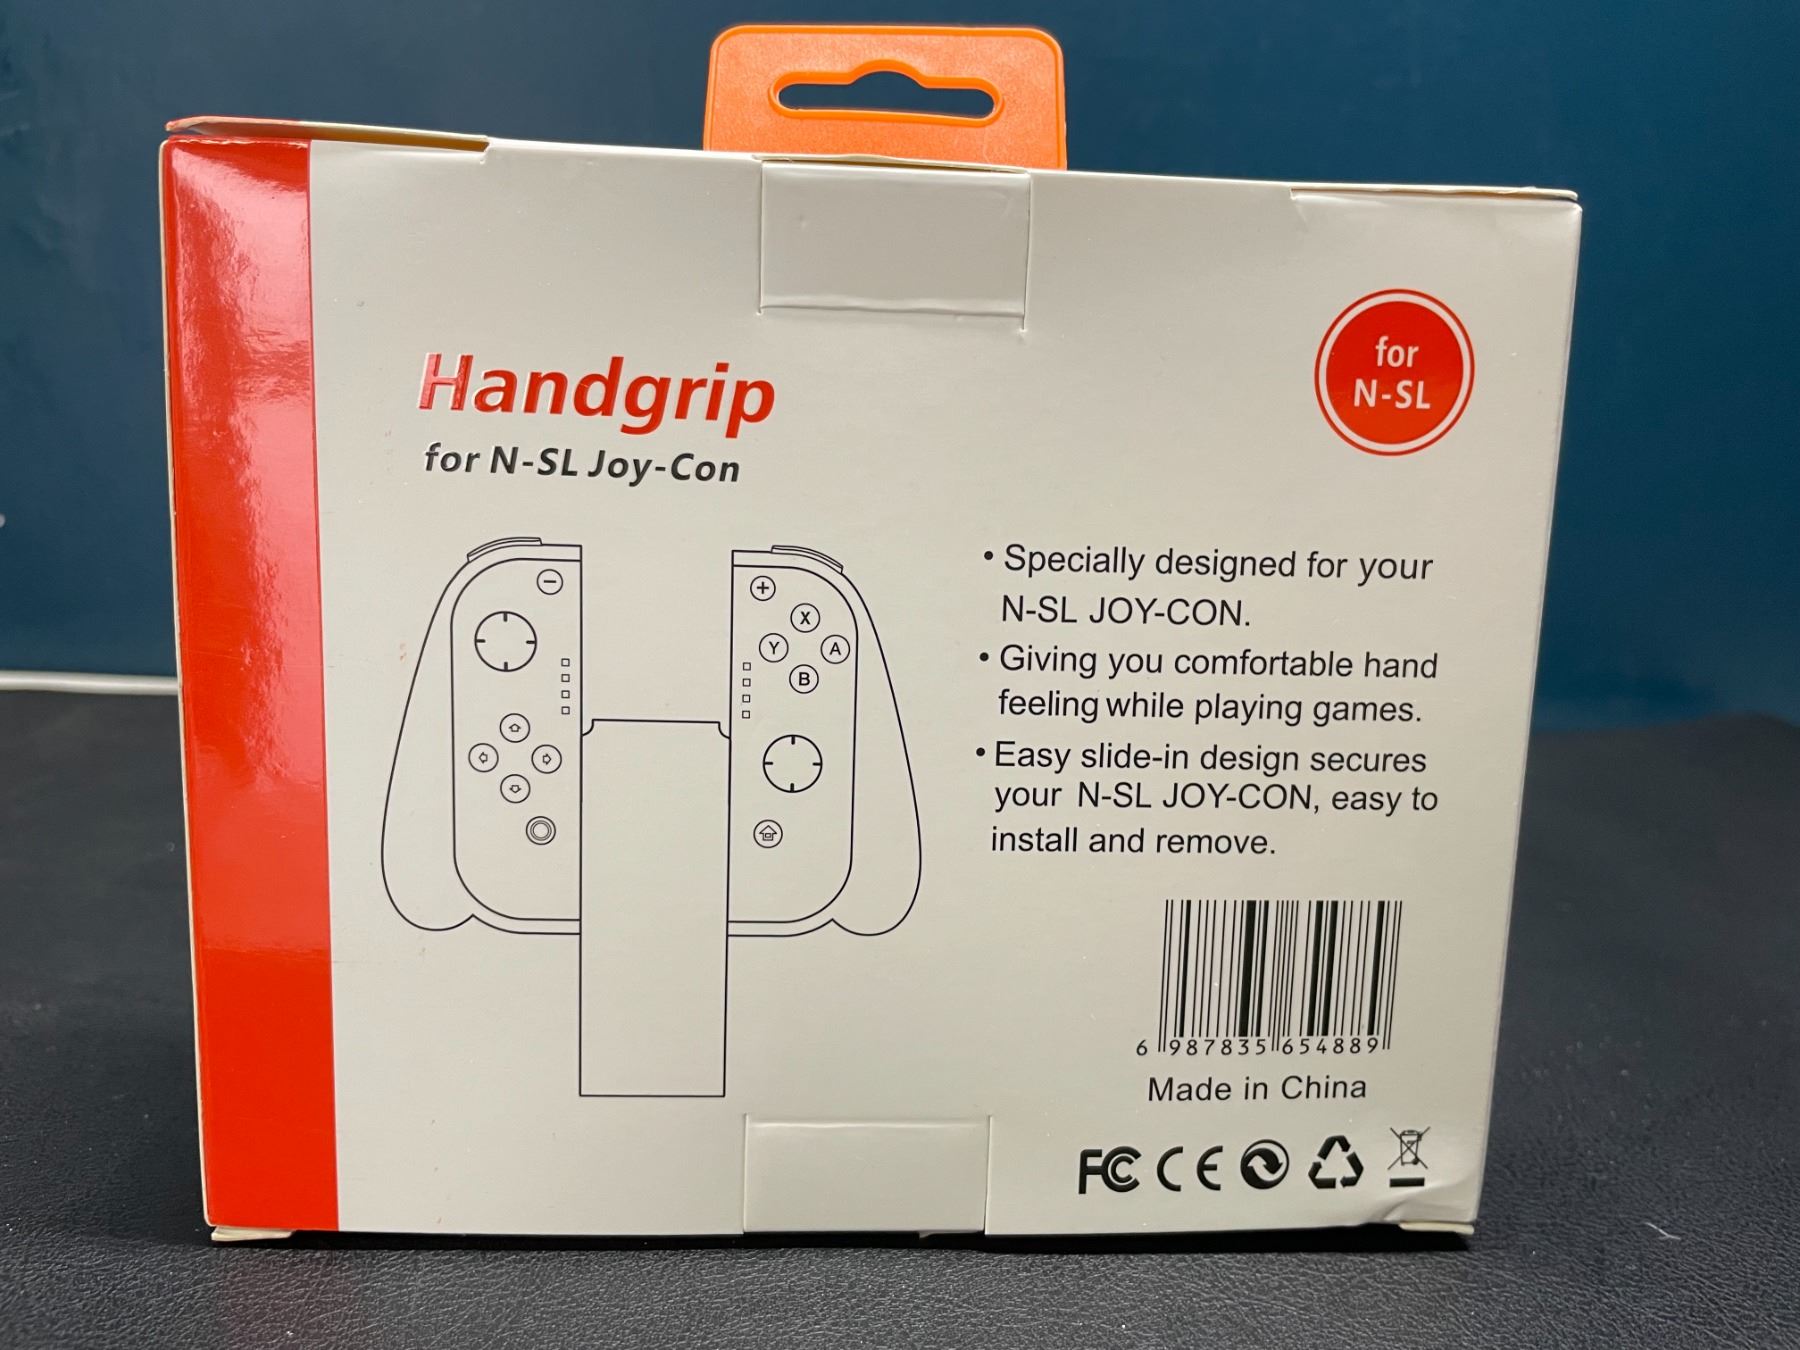 Handgrip
for N-SL Joy-Con
for
N-SL
X
Y
A
B
• Specially designed for your
N-SL JOY-CON.
• Giving you comfortable hand
feeling while playing games.
• Easy slide-in design secures
your N-SL JOY-CON, easy to
install and remove.
6 987835 654889
Made in China
FC CE